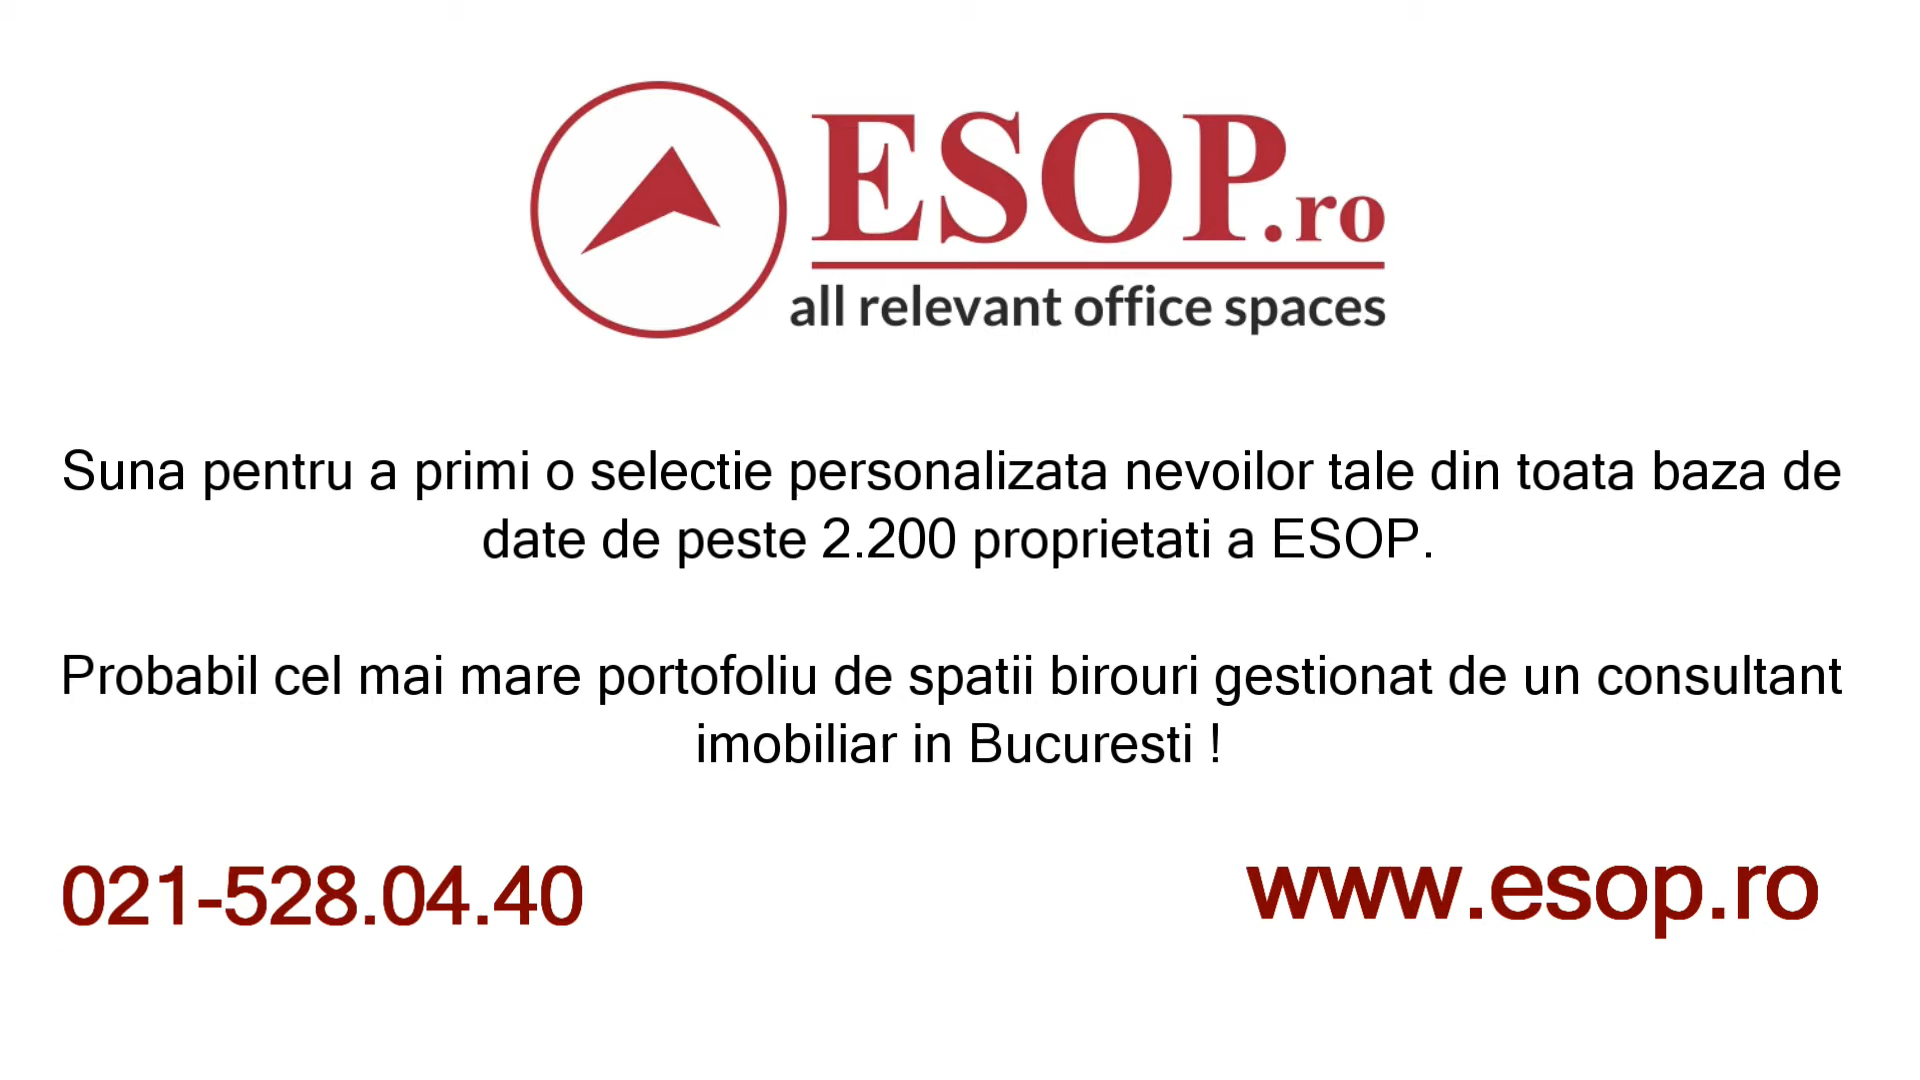 ESOP.ro
all relevant office spaces
Suna pentru a primi o selectie personalizata nevoilor tale din toata baza de
date de peste 2.200 proprietati a ESOP.
Probabil cel mai mare portofoliu de spatii birouri gestionat de un consultant
imobiliar in Bucuresti !
021-528.04.40
www.esop.ro